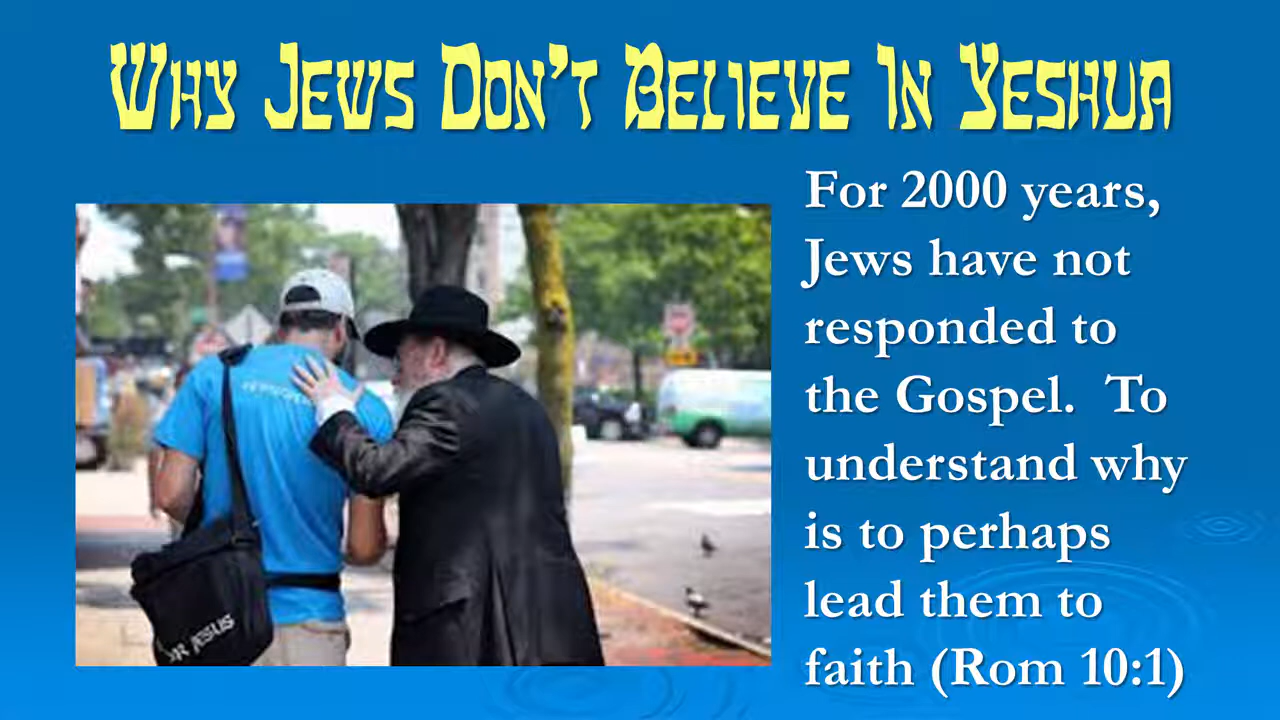 Why Jews Don't Believe In Yeshua
For 2000 years,
Jews have not
responded to
the Gospel. To
understand why
is to perhaps
lead them to
faith (Rom 10:1)
OR JESUS